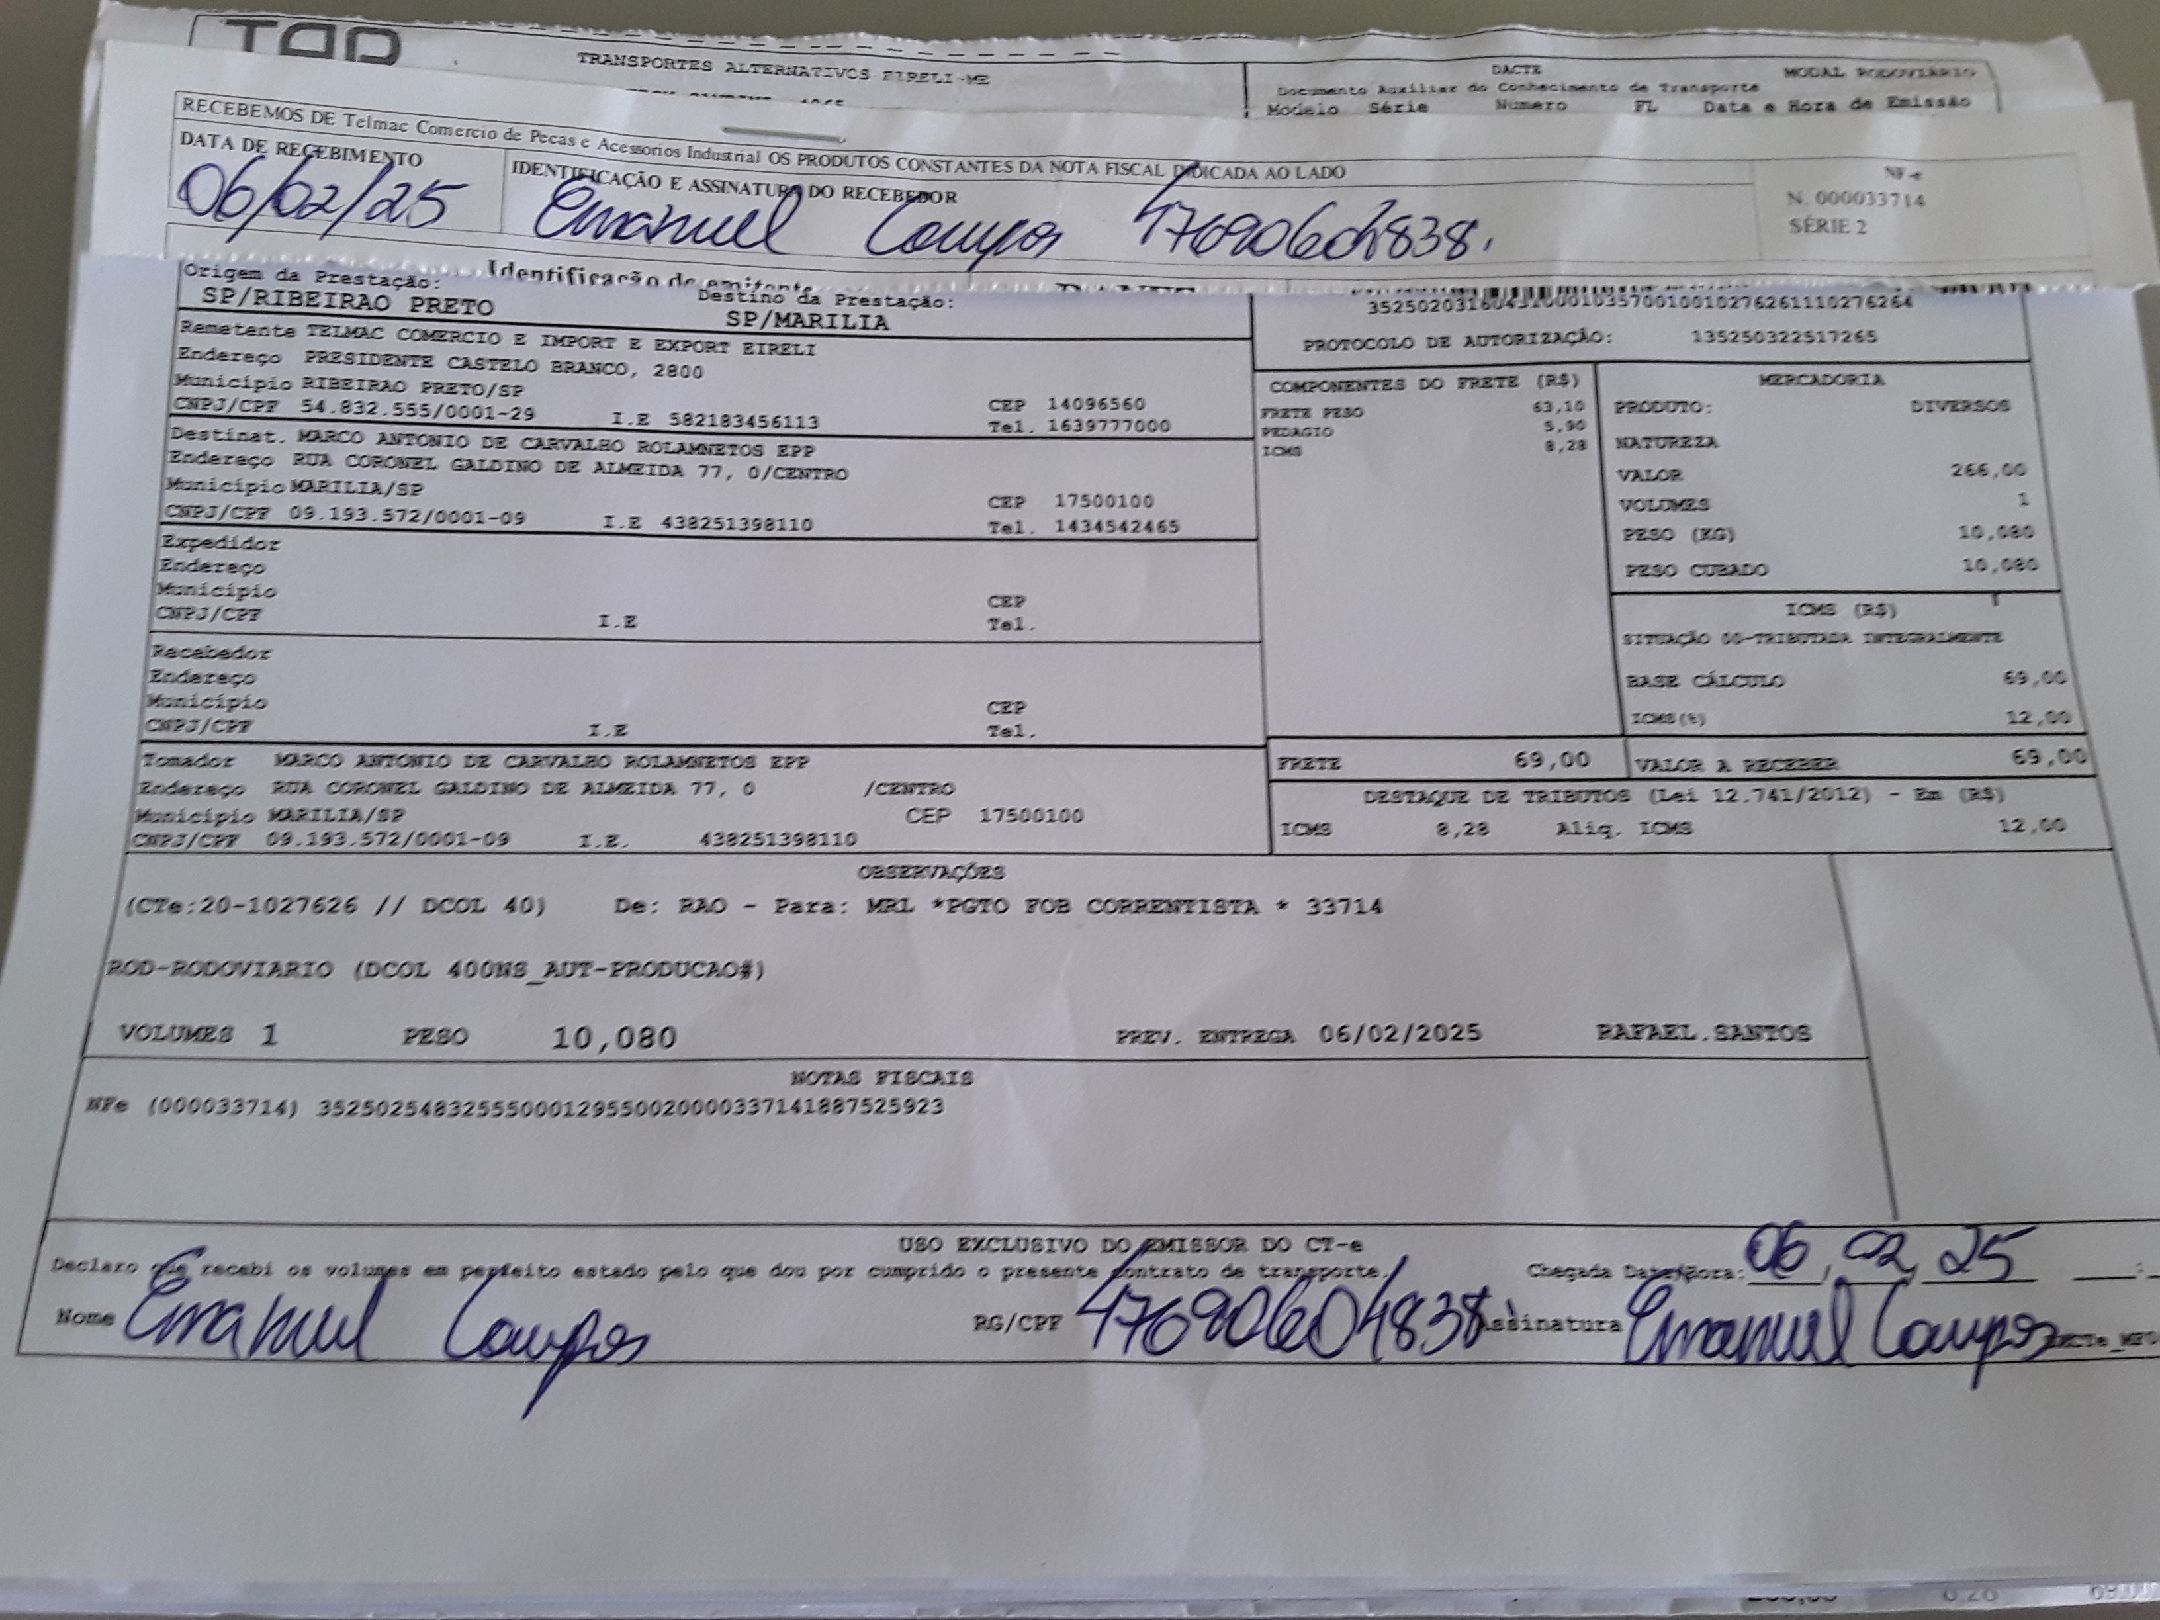 TRANSPORTES ALTERNATIVOS EIRELI-ME
DACTE MODAL RODOVIÁRIO
Documento Auxiliar do Conhecimento de Transporte
Modelo Série Numero FL Data e Hora de Emissão
RECEBEMOS DE Telmac Comercio de Pecas e Acessorios Industrial OS PRODUTOS CONSTANTES DA NOTA FISCAL INDICADA AO LADO
DATA DE RECEBIMENTO
06/02/25
IDENTIFICAÇÃO E ASSINATURA DO RECEBEDOR
Emanuel Campos 47690604838
NF-e
N. 000033714
SÉRIE 2
Identificação do emitente
Origem da Prestação: Destino da Prestação:
SP/RIBEIRAO PRETO SP/MARILIA
PROTOCOLO DE AUTORIZAÇÃO: 135250322517265
Remetente TELMAC COMERCIO E IMPORT E EXPORT EIRELI
Endereço PRESIDENTE CASTELO BRANCO, 2800
Município RIBEIRAO PRETO/SP CEP 14096560
CNPJ/CPF 54.832.555/0001-29 I.E 582183456113 Tel. 1639777000
Destinat. MARCO ANTONIO DE CARVALHO ROLAMNETOS EPP
Endereço RUA CORONEL GALDINO DE ALMEIDA 77, 0/CENTRO
Município MARILIA/SP CEP 17500100
CNPJ/CPF 09.193.572/0001-09 I.E 438251398110 Tel. 1434542465
Expedidor
Endereço
Município CEP
CNPJ/CPF I.E Tel.
Recebedor
Endereço
Município CEP
CNPJ/CPF I.E Tel.
Tomador MARCO ANTONIO DE CARVALHO ROLAMNETOS EPP
Endereço RUA CORONEL GALDINO DE ALMEIDA 77, 0 /CENTRO
Município MARILIA/SP CEP 17500100
CNPJ/CPF 09.193.572/0001-09 I.E. 438251398110
COMPONENTES DO FRETE (R$)
FRETE PESO 63,10
PEDAGIO 5,90
ICMS 8,28
MERCADORIA
PRODUTO: DIVERSOS
NATUREZA
VALOR 266,00
VOLUMES 1
PESO (KG) 10,080
PESO CUBADO 10,080
ICMS (R$)
SITUAÇÃO 00-TRIBUTADA INTEGRALMENTE
BASE CÁLCULO 69,00
ICMS(%) 12,00
FRETE 69,00 VALOR A RECEBER 69,00
DESTAQUE DE TRIBUTOS (Lei 12.741/2012) - Em (R$)
ICMS 8,28 Aliq. ICMS 12,00
OBSERVAÇÕES
(CTe:20-1027626 // DCOL 40) De: RAO - Para: MRL *PGTO FOB CORRENTISTA * 33714
ROD-RODOVIARIO (DCOL 400NS_AUT-PRODUCAO#)
VOLUMES 1 PESO 10,080 PREV. ENTREGA 06/02/2025 RAFAEL.SANTOS
NOTAS FISCAIS
NFe (000033714) 35250254832555000129550020000337141887525923
USO EXCLUSIVO DO EMISSOR DO CT-e
Declaro que recebi os volumes em perfeito estado pelo que dou por cumprido o presente contrato de transporte. Chegada Data/Hora: 06, 02, 25
Nome Emanuel Campos RG/CPF 47690604838 Assinatura Emanuel Campos